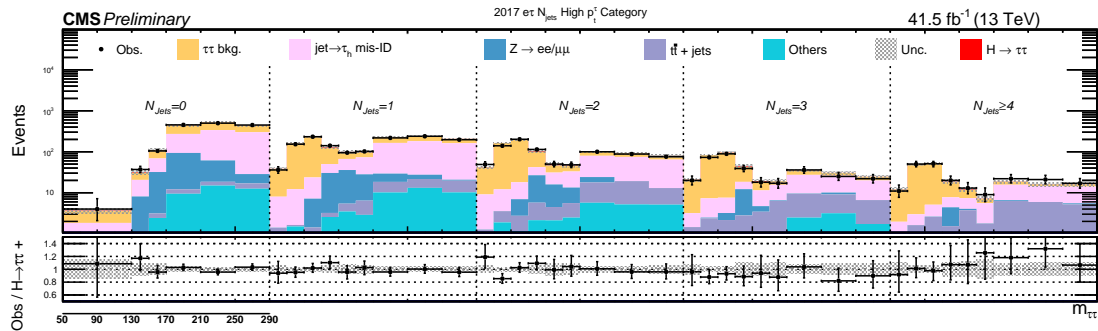 CMS Preliminary
2017 eτ N_jets High p_t^τ Category
41.5 fb⁻¹ (13 TeV)
Obs.
ττ bkg.
jet→τ_h mis-ID
Z → ee/μμ
tt̄ + jets
Others
Unc.
H → ττ
10⁴
10³
10²
10
Events
N_Jets=0
N_Jets=1
N_Jets=2
N_Jets=3
N_Jets≥4
1.4
1.2
1
0.8
0.6
Obs / H→ττ +
50 90 130 170 210 250 290
m_ττ